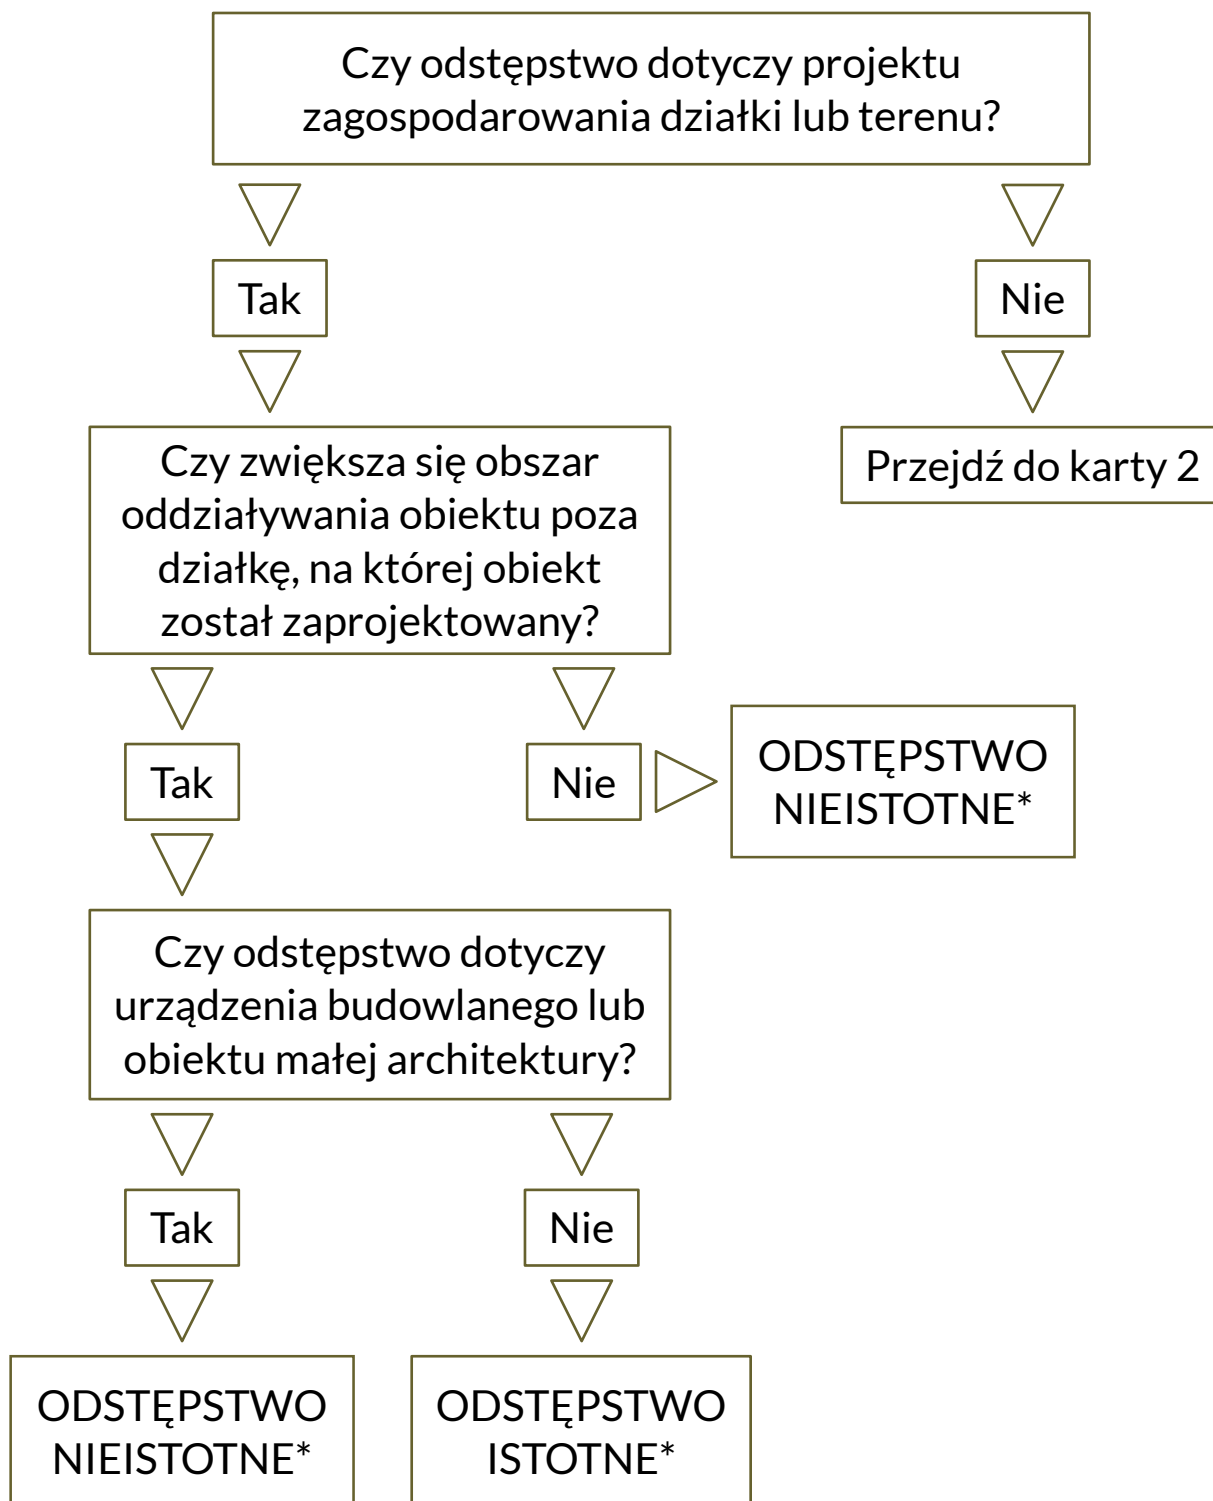 Czy odstępstwo dotyczy projektu
zagospodarowania działki lub terenu?
Tak
Nie
Czy zwiększa się obszar
oddziaływania obiektu poza
działkę, na której obiekt
został zaprojektowany?
Przejdź do karty 2
Tak
Nie
ODSTĘPSTWO
NIEISTOTNE*
Czy odstępstwo dotyczy
urządzenia budowlanego lub
obiektu małej architektury?
Tak
Nie
ODSTĘPSTWO
NIEISTOTNE*
ODSTĘPSTWO
ISTOTNE*